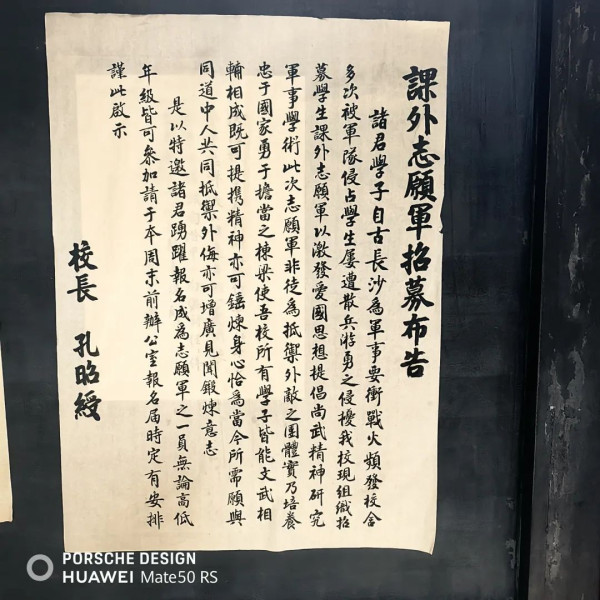 課外志願軍招募布告
諸君學子自古長沙為軍事要衝戰火頻發校舍
多次被軍隊侵占學生屢遭散兵游勇之侵擾我校現組織招
募學生課外志願軍以激發愛國思想提倡尚武精神研究
軍事學術此次志願軍非徒為抵禦外敵之團體實乃培養
忠于國家勇于擔當之棟梁使吾校所有學子皆能文武相
輔相成既可提携精神亦可鍛煉身心恰為當今所需願與
同道中人共同抵禦外侮亦可增廣見聞鍛煉意志
是以特邀諸君踴躍報名成為志願軍之一員無論高低
年級皆可參加請于本周末前辦公室報名屆時定有安排
謹此啟示
校長 孔昭綬
PORSCHE DESIGN
HUAWEI Mate50 RS